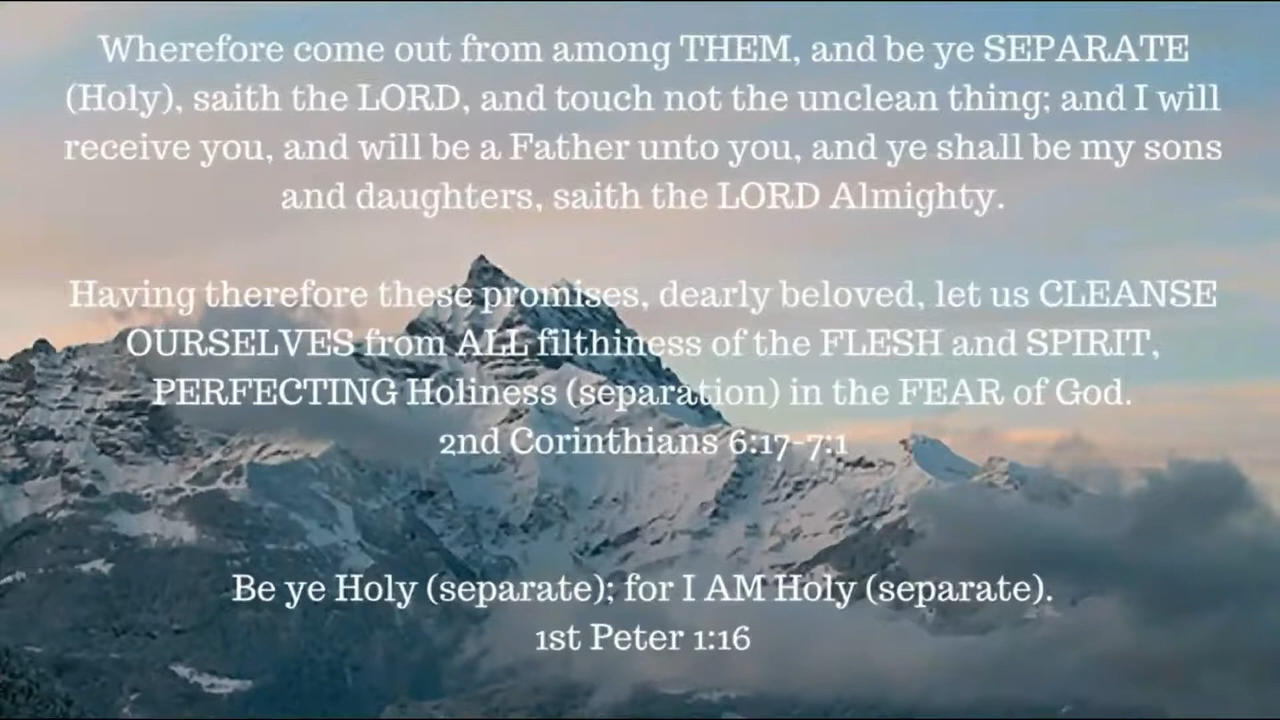 Wherefore come out from among THEM, and be ye SEPARATE
(Holy), saith the LORD, and touch not the unclean thing; and I will
receive you, and will be a Father unto you, and ye shall be my sons
and daughters, saith the LORD Almighty.
Having therefore these promises, dearly beloved, let us CLEANSE
OURSELVES from ALL filthiness of the FLESH and SPIRIT,
PERFECTING Holiness (separation) in the FEAR of God.
2nd Corinthians 6:17-7:1
Be ye Holy (separate); for I AM Holy (separate).
1st Peter 1:16